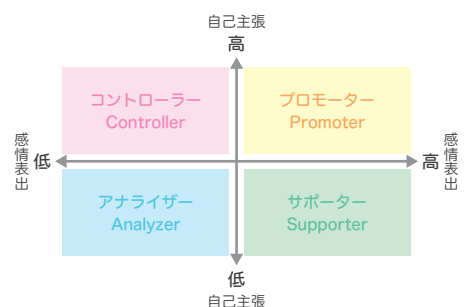 自己主張
高
コントローラー
Controller
プロモーター
Promoter
感情表出
低
高
感情表出
アナライザー
Analyzer
サポーター
Supporter
低
自己主張